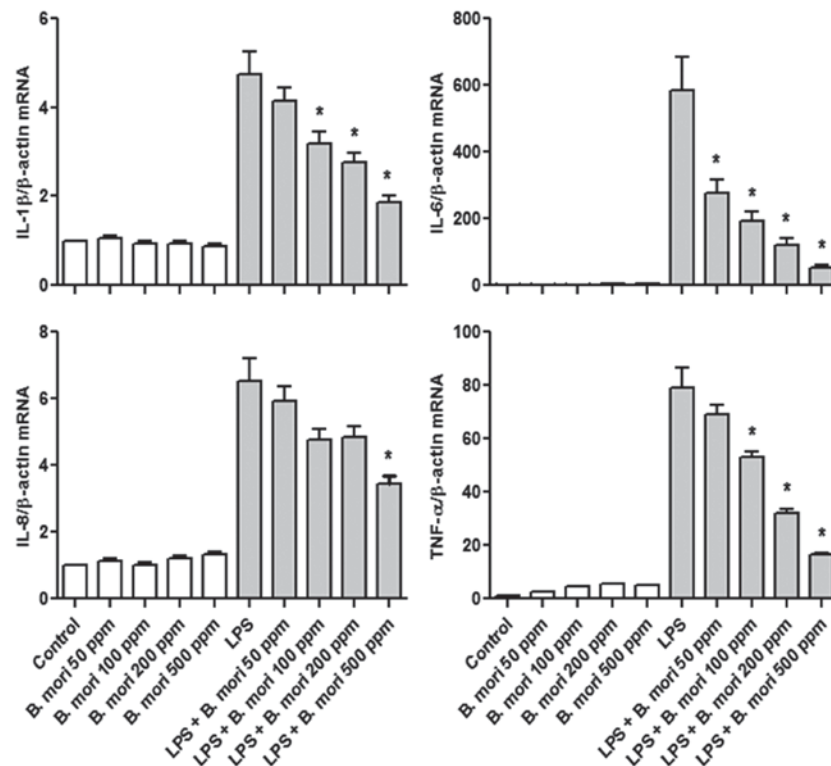 IL-1β/β-actin mRNA
6
4
2
0
*
*
*
IL-6/β-actin mRNA
800
600
400
200
0
*
*
*
*
IL-8/β-actin mRNA
8
6
4
2
0
*
Control
B. mori 50 ppm
B. mori 100 ppm
B. mori 200 ppm
B. mori 500 ppm
LPS
LPS + B. mori 50 ppm
LPS + B. mori 100 ppm
LPS + B. mori 200 ppm
LPS + B. mori 500 ppm
TNF-α/β-actin mRNA
100
80
60
40
20
0
*
*
*
Control
B. mori 50 ppm
B. mori 100 ppm
B. mori 200 ppm
B. mori 500 ppm
LPS
LPS + B. mori 50 ppm
LPS + B. mori 100 ppm
LPS + B. mori 200 ppm
LPS + B. mori 500 ppm